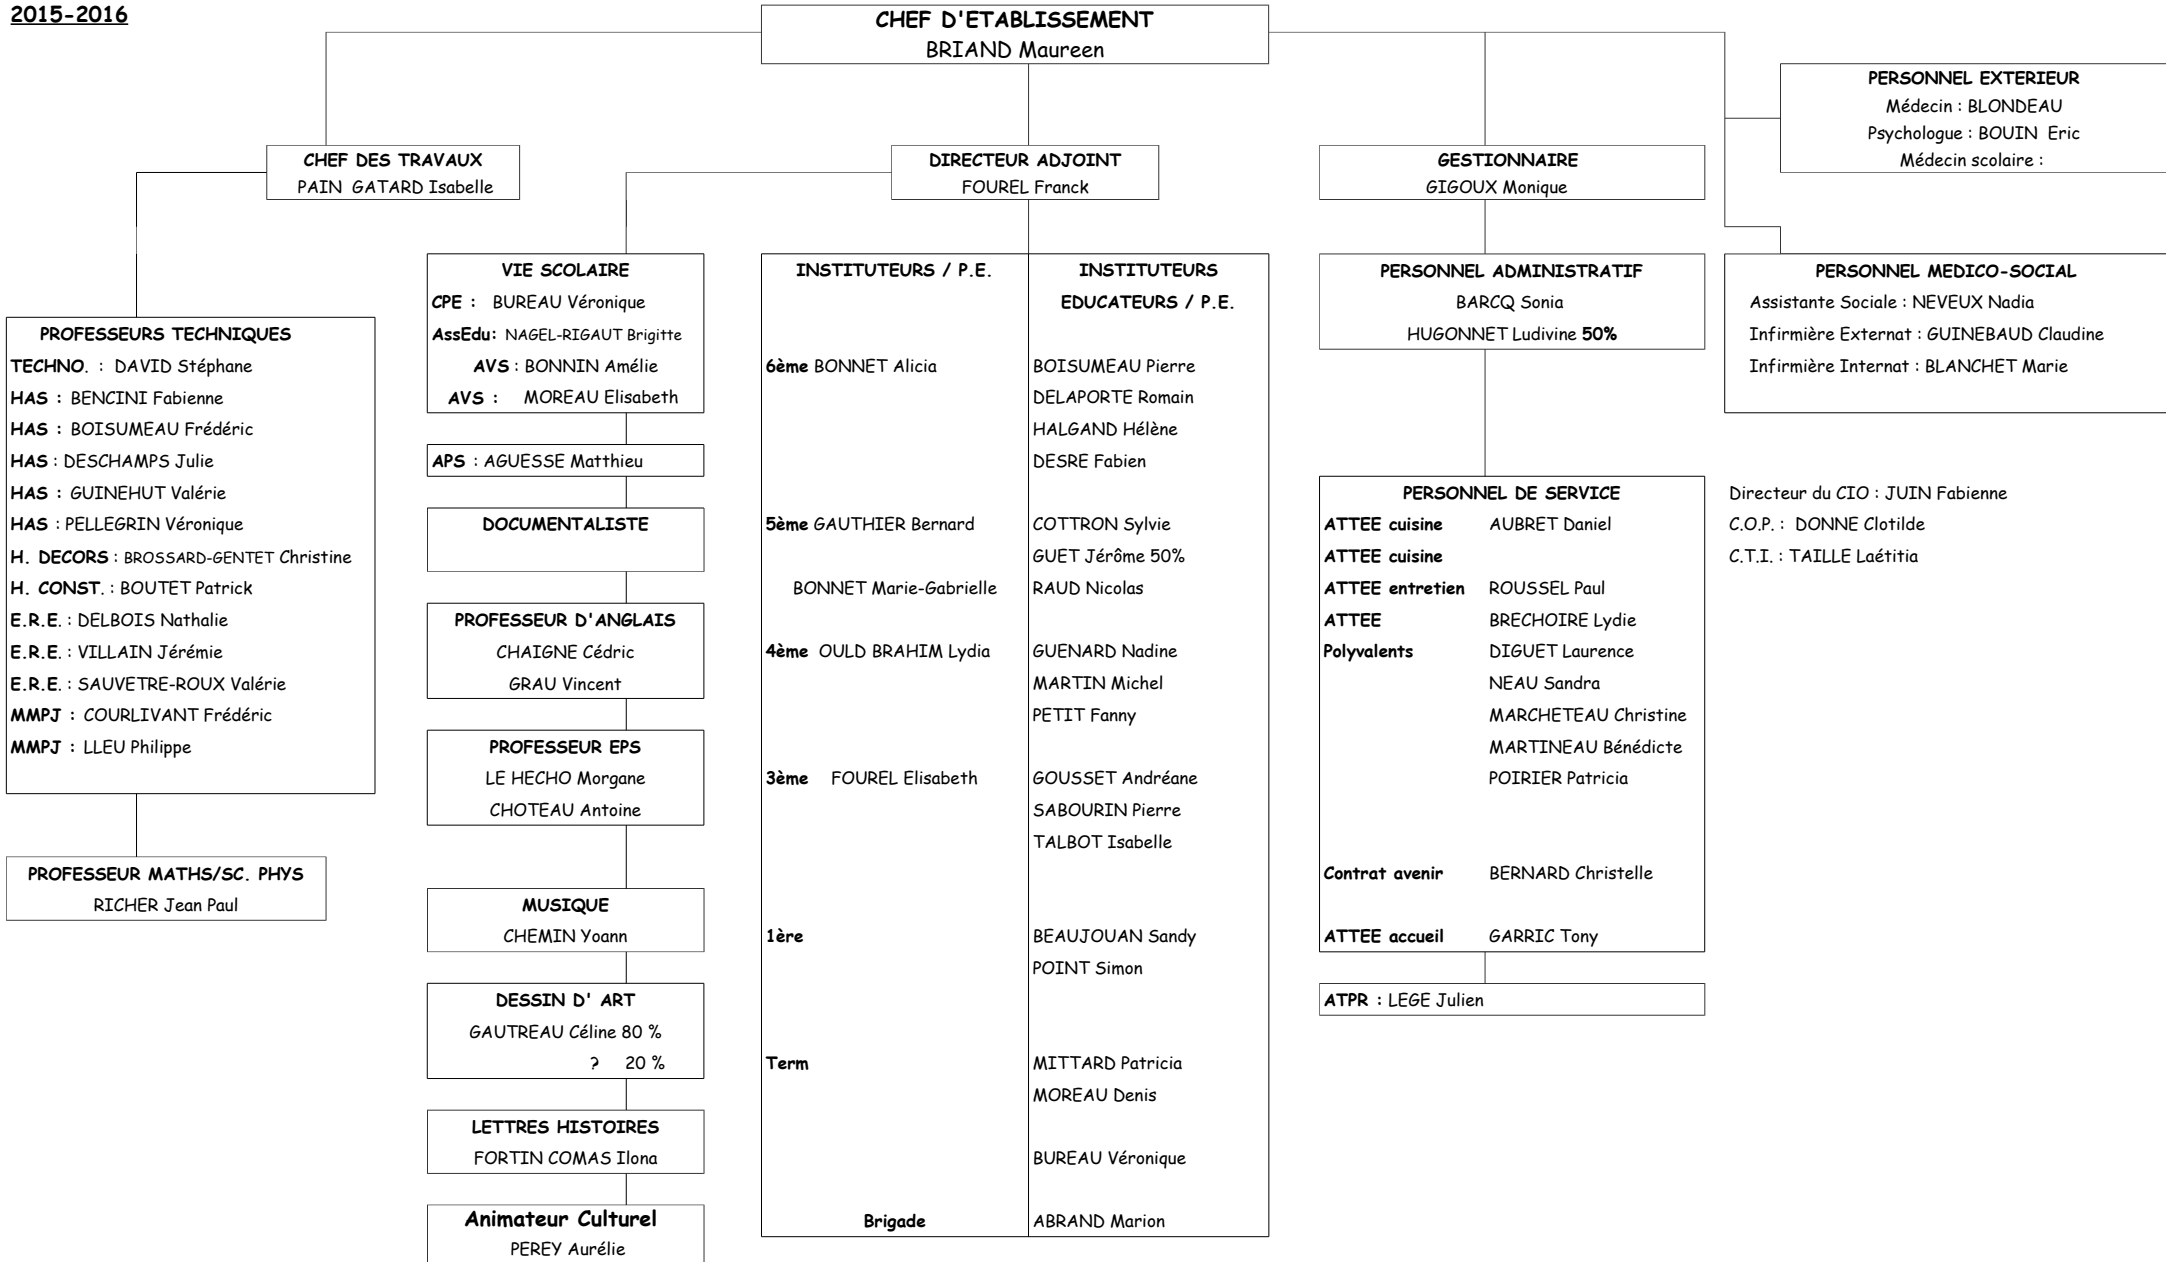 2015-2016
CHEF D'ETABLISSEMENT
BRIAND Maureen
PERSONNEL EXTERIEUR
Médecin : BLONDEAU
Psychologue : BOUIN Eric
Médecin scolaire :
CHEF DES TRAVAUX
PAIN GATARD Isabelle
DIRECTEUR ADJOINT
FOUREL Franck
GESTIONNAIRE
GIGOUX Monique
PROFESSEURS TECHNIQUES
TECHNO. : DAVID Stéphane
HAS : BENCINI Fabienne
HAS : BOISUMEAU Frédéric
HAS : DESCHAMPS Julie
HAS : GUINEHUT Valérie
HAS : PELLEGRIN Véronique
H. DECORS : BROSSARD-GENTET Christine
H. CONST. : BOUTET Patrick
E.R.E. : DELBOIS Nathalie
E.R.E. : VILLAIN Jérémie
E.R.E. : SAUVETRE-ROUX Valérie
MMPJ : COURLIVANT Frédéric
MMPJ : LLEU Philippe
PROFESSEUR MATHS/SC. PHYS
RICHER Jean Paul
VIE SCOLAIRE
CPE : BUREAU Véronique
AssEdu: NAGEL-RIGAUT Brigitte
AVS : BONNIN Amélie
AVS : MOREAU Elisabeth
APS : AGUESSE Matthieu
DOCUMENTALISTE
PROFESSEUR D'ANGLAIS
CHAIGNE Cédric
GRAU Vincent
PROFESSEUR EPS
LE HECHO Morgane
CHOTEAU Antoine
MUSIQUE
CHEMIN Yoann
DESSIN D' ART
GAUTREAU Céline 80 %
? 20 %
LETTRES HISTOIRES
FORTIN COMAS Ilona
Animateur Culturel
PEREY Aurélie
INSTITUTEURS / P.E.
6ème BONNET Alicia
5ème GAUTHIER Bernard
BONNET Marie-Gabrielle
4ème OULD BRAHIM Lydia
3ème FOUREL Elisabeth
1ère
Term
Brigade
INSTITUTEURS
EDUCATEURS / P.E.
BOISUMEAU Pierre
DELAPORTE Romain
HALGAND Hélène
DESRE Fabien
COTTRON Sylvie
GUET Jérôme 50%
RAUD Nicolas
GUENARD Nadine
MARTIN Michel
PETIT Fanny
GOUSSET Andréane
SABOURIN Pierre
TALBOT Isabelle
BEAUJOUAN Sandy
POINT Simon
MITTARD Patricia
MOREAU Denis
BUREAU Véronique
ABRAND Marion
PERSONNEL ADMINISTRATIF
BARCQ Sonia
HUGONNET Ludivine 50%
PERSONNEL DE SERVICE
ATTEE cuisine AUBRET Daniel
ATTEE cuisine
ATTEE entretien ROUSSEL Paul
ATTEE BRECHOIRE Lydie
Polyvalents DIGUET Laurence
NEAU Sandra
MARCHETEAU Christine
MARTINEAU Bénédicte
POIRIER Patricia
Contrat avenir BERNARD Christelle
ATTEE accueil GARRIC Tony
ATPR : LEGE Julien
PERSONNEL MEDICO-SOCIAL
Assistante Sociale : NEVEUX Nadia
Infirmière Externat : GUINEBAUD Claudine
Infirmière Internat : BLANCHET Marie
Directeur du CIO : JUIN Fabienne
C.O.P. : DONNE Clotilde
C.T.I. : TAILLE Laétitia